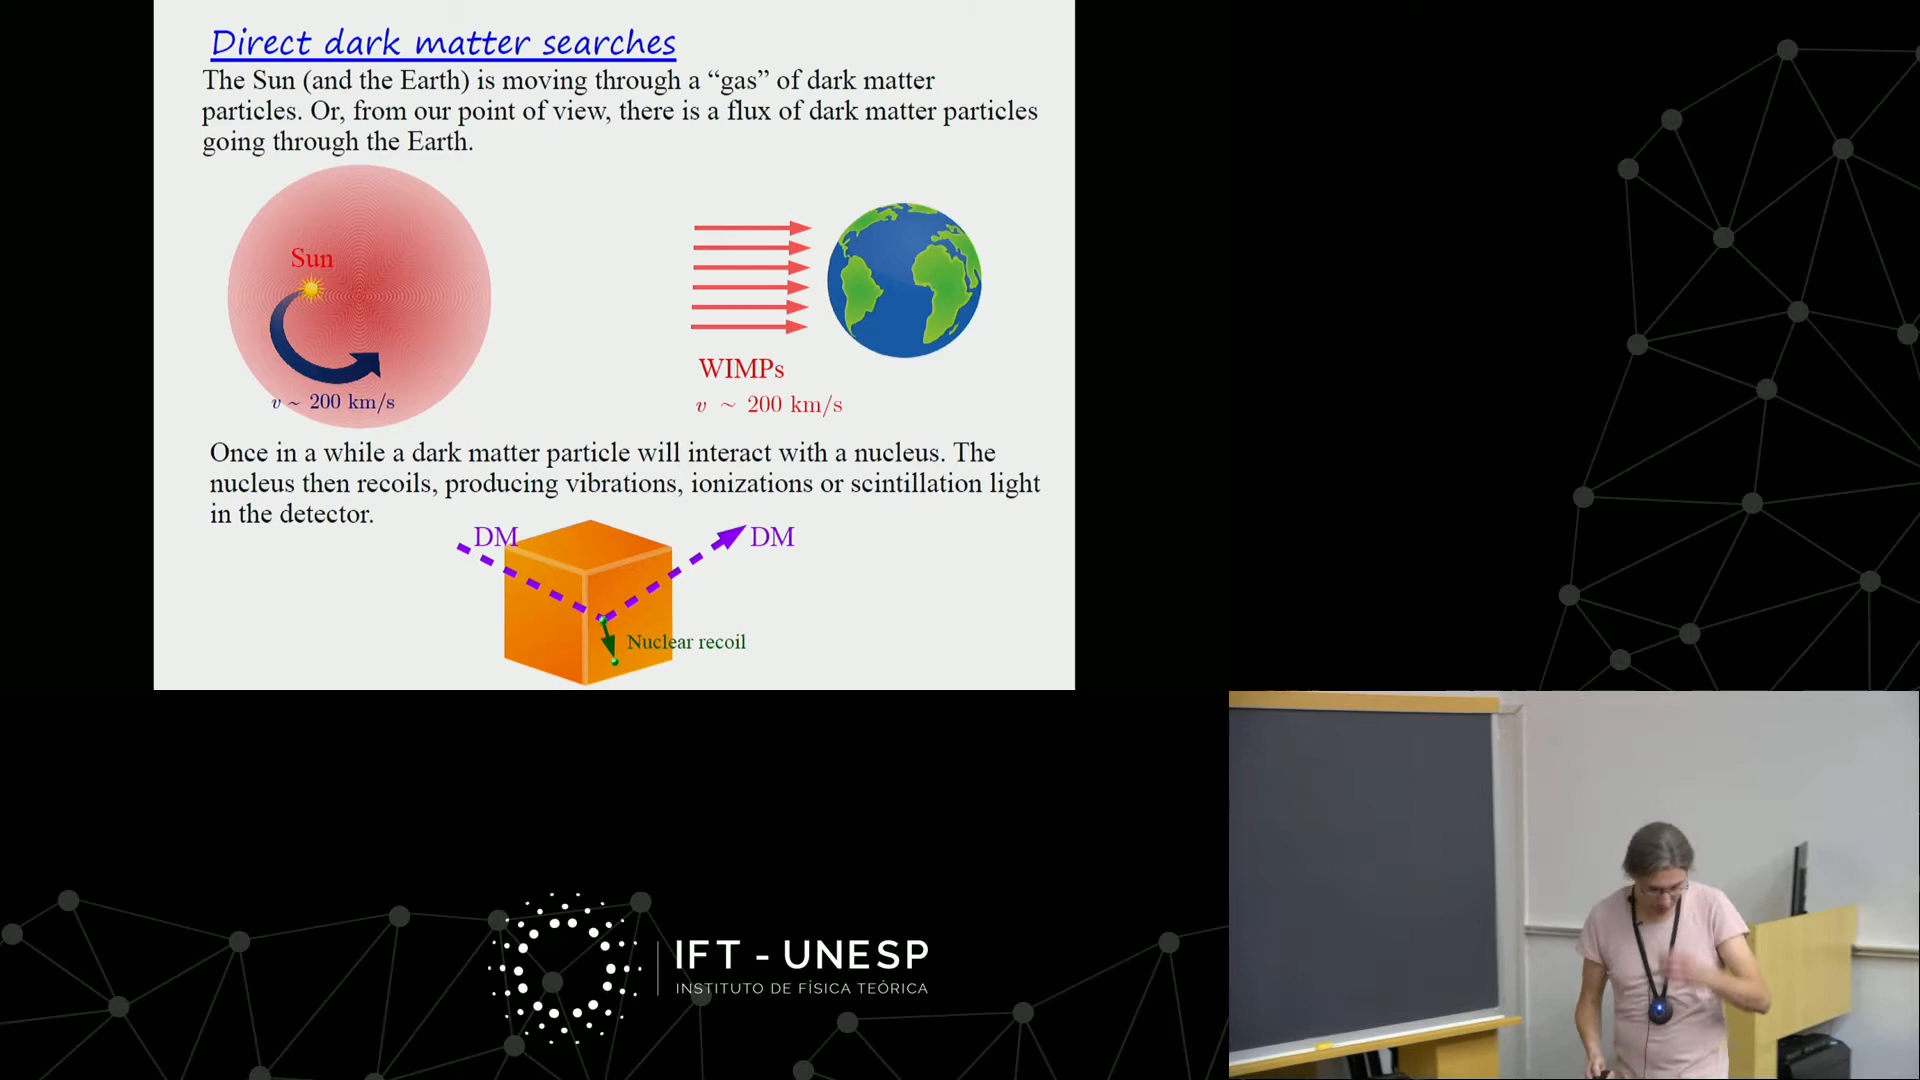 Direct dark matter searches
The Sun (and the Earth) is moving through a “gas” of dark matter
particles. Or, from our point of view, there is a flux of dark matter particles
going through the Earth.
Sun
v ~ 200 km/s
WIMPs
v ~ 200 km/s
Once in a while a dark matter particle will interact with a nucleus. The
nucleus then recoils, producing vibrations, ionizations or scintillation light
in the detector.
DM
DM
Nuclear recoil
IFT - UNESP
INSTITUTO DE FÍSICA TEÓRICA